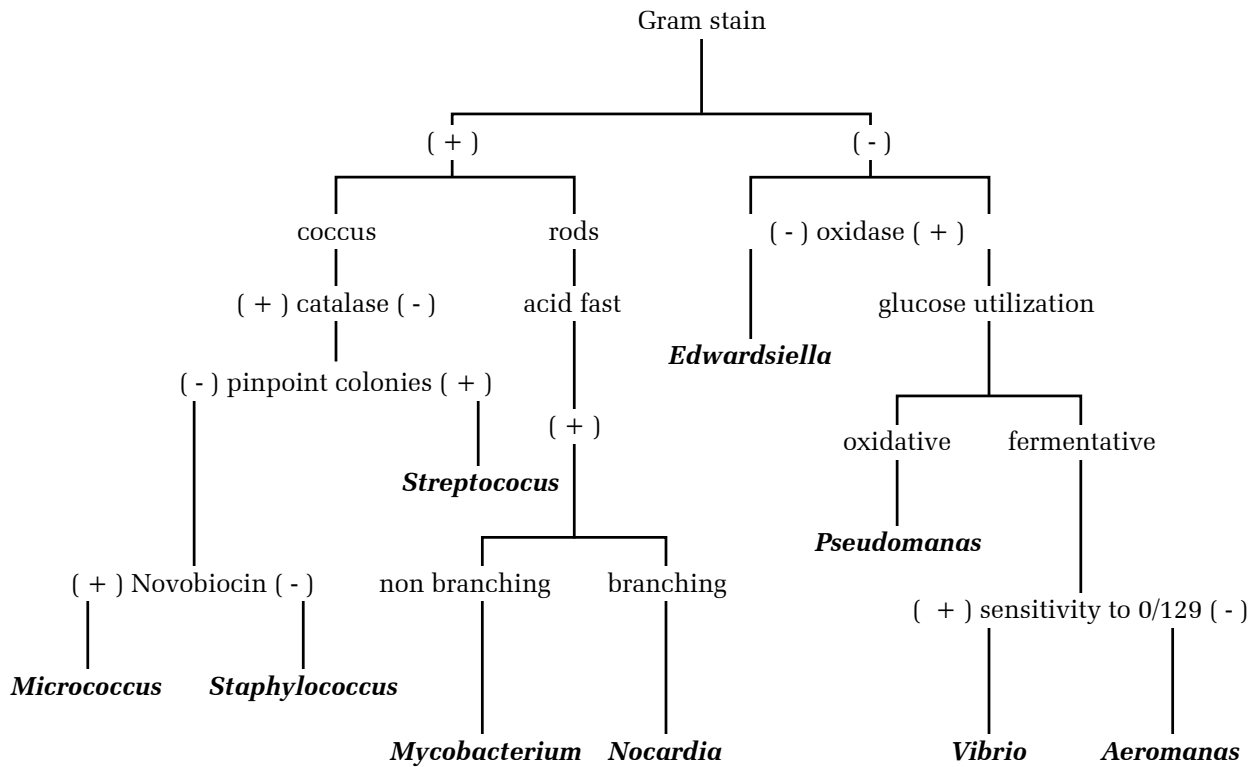 Gram stain
( + )
( - )
coccus
rods
( - ) oxidase ( + )
( + ) catalase ( - )
acid fast
glucose utilization
Edwardsiella
( - ) pinpoint colonies ( + )
( + )
oxidative
fermentative
Streptococus
Pseudomanas
( + ) Novobiocin ( - )
non branching
branching
( + ) sensitivity to 0/129 ( - )
Micrococcus
Staphylococcus
Mycobacterium
Nocardia
Vibrio
Aeromanas